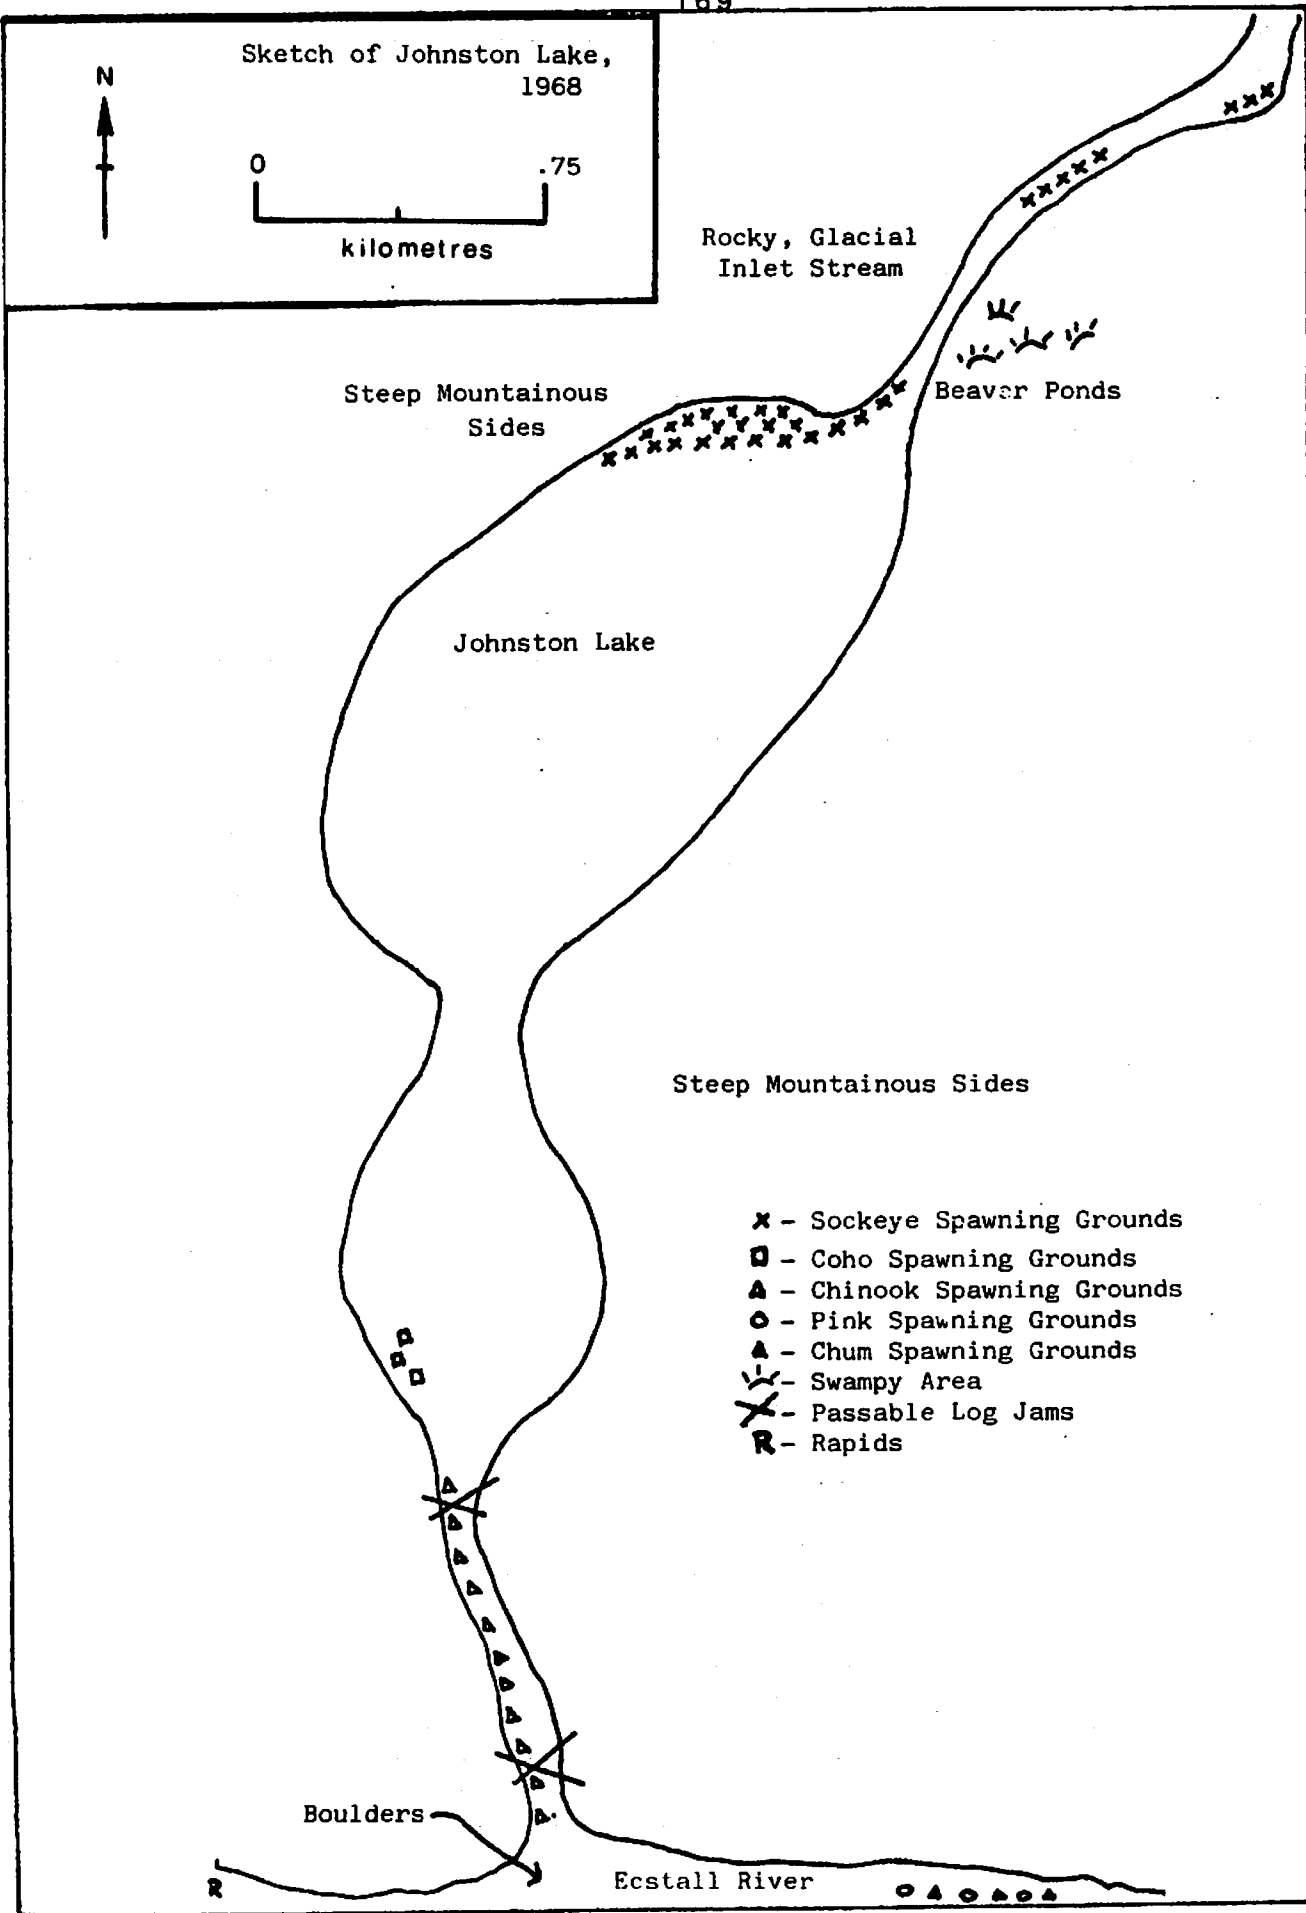 169
Sketch of Johnston Lake,
1968
N
0 .75
kilometres
Rocky, Glacial
Inlet Stream
Steep Mountainous
Sides
Beaver Ponds
Johnston Lake
Steep Mountainous Sides
x - Sockeye Spawning Grounds
- Coho Spawning Grounds
- Chinook Spawning Grounds
- Pink Spawning Grounds
- Chum Spawning Grounds
- Swampy Area
- Passable Log Jams
R - Rapids
Boulders
R
Ecstall River